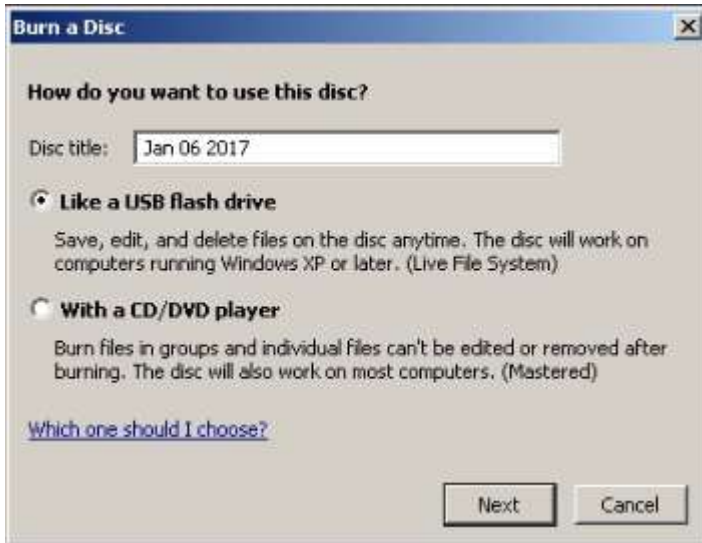 Burn a Disc
How do you want to use this disc?
Disc title: Jan 06 2017
Like a USB flash drive
Save, edit, and delete files on the disc anytime. The disc will work on
computers running Windows XP or later. (Live File System)
With a CD/DVD player
Burn files in groups and individual files can't be edited or removed after
burning. The disc will also work on most computers. (Mastered)
Which one should I choose?
Next Cancel